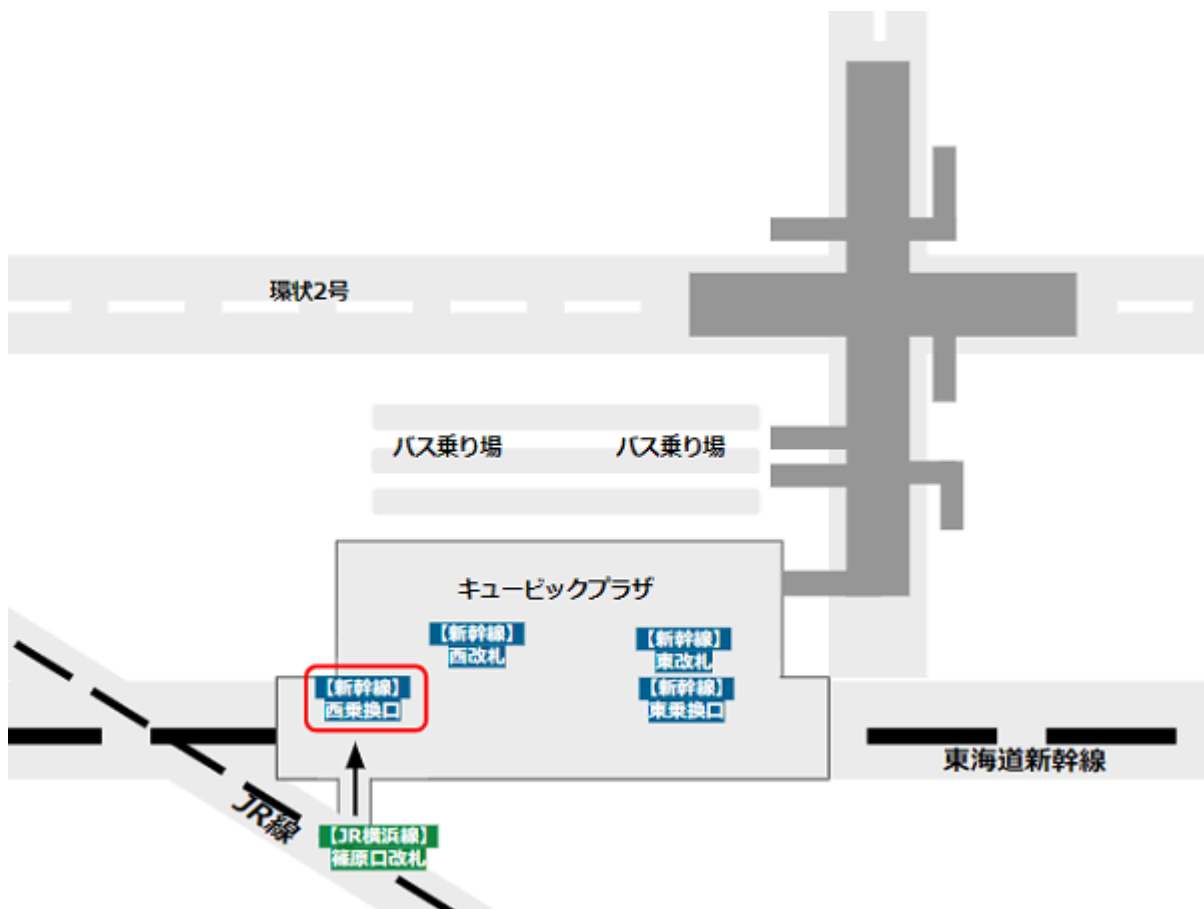 環状2号
バス乗り場
バス乗り場
キュービックプラザ
【新幹線】
西改札
【新幹線】
東改札
【新幹線】
西乗換口
【新幹線】
東乗換口
東海道新幹線
JR線
【JR横浜線】
篠原口改札